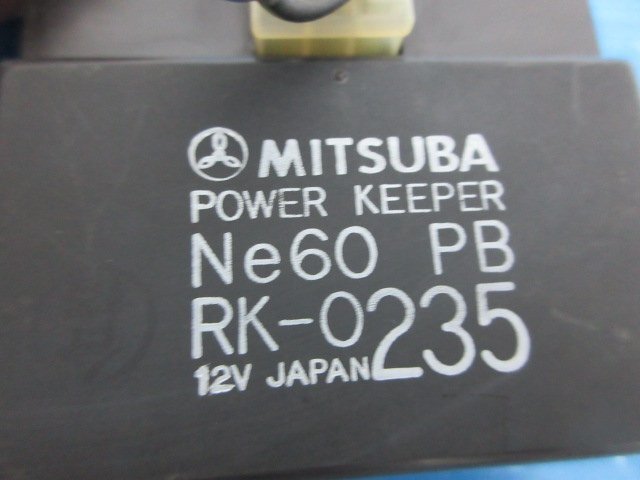 MITSUBA
POWER KEEPER
Ne60 PB
RK-0235
12V JAPAN